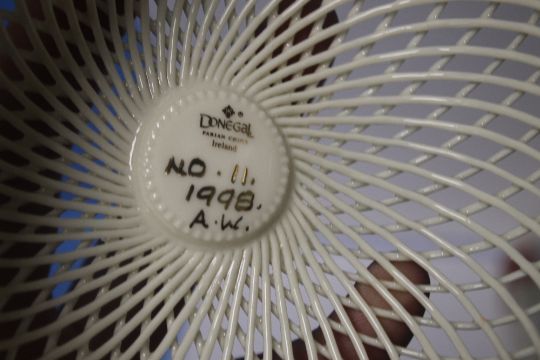 DONEGAL
PARIAN CHINA
Ireland
NO. 11.
1998.
A.W.